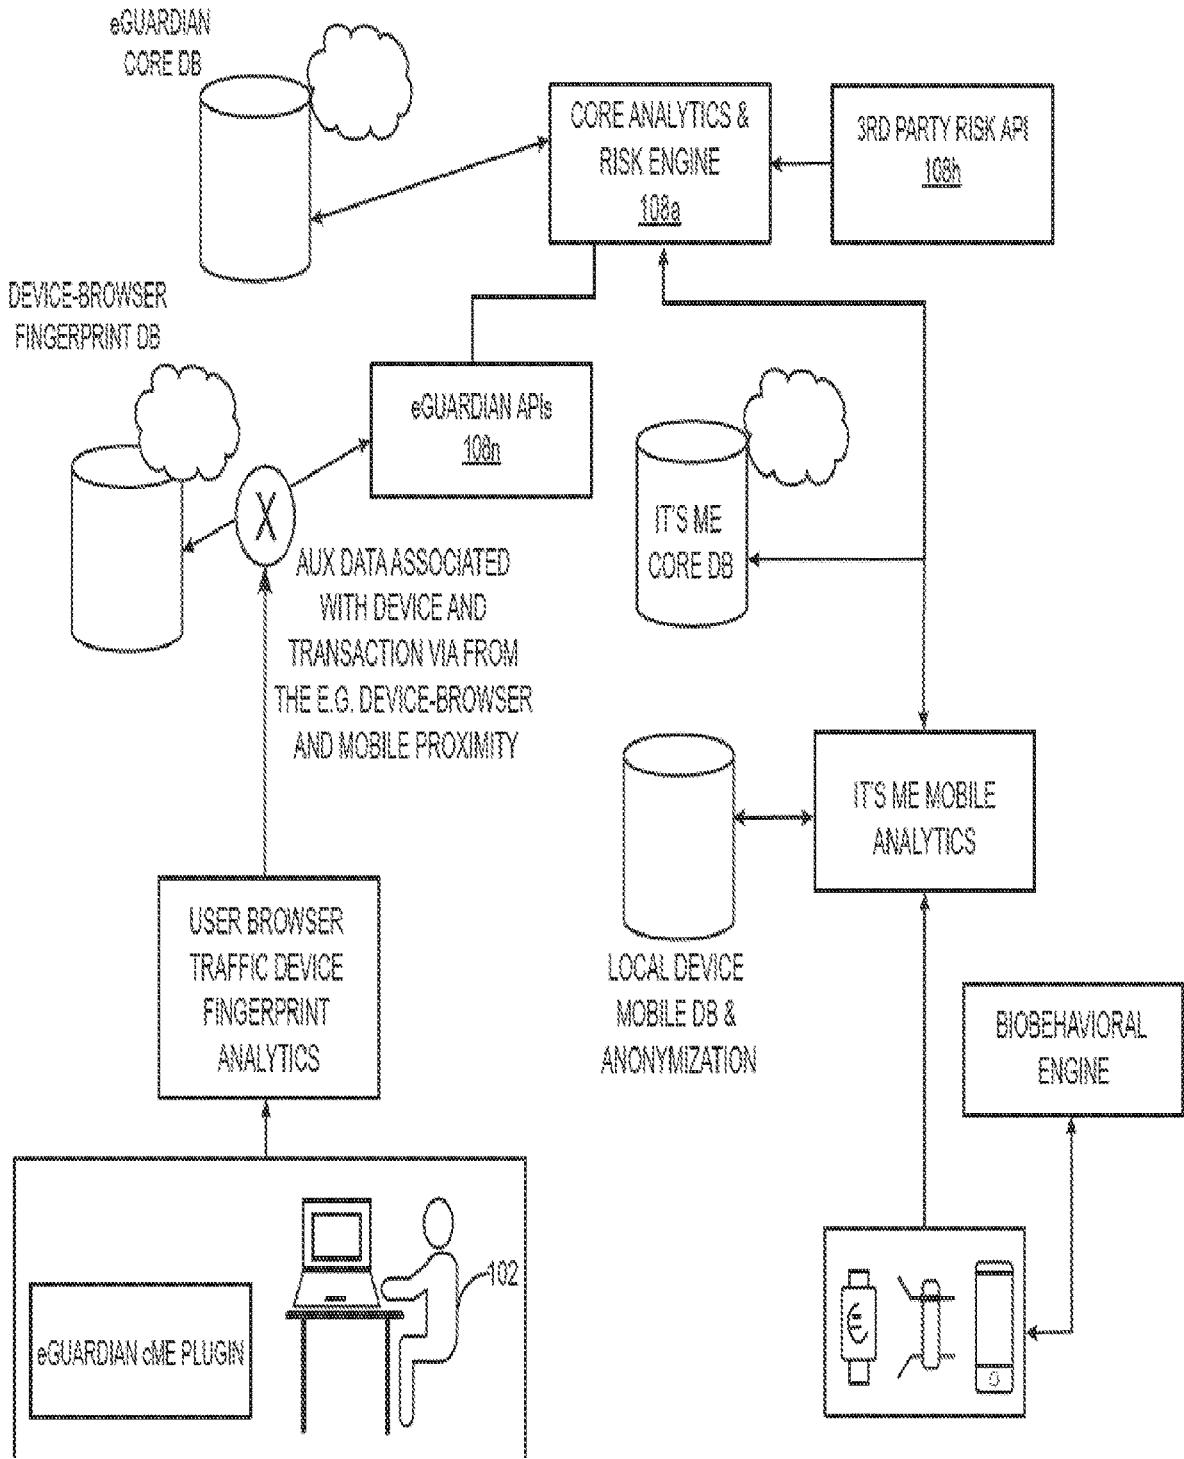 eGUARDIAN
CORE DB
CORE ANALYTICS &
RISK ENGINE
108a
3RD PARTY RISK API
108h
DEVICE-BROWSER
FINGERPRINT DB
eGUARDIAN APIs
108n
X
AUX DATA ASSOCIATED
WITH DEVICE AND
TRANSACTION VIA FROM
THE E.G. DEVICE-BROWSER
AND MOBILE PROXIMITY
IT'S ME
CORE DB
IT'S ME MOBILE
ANALYTICS
USER BROWSER
TRAFFIC DEVICE
FINGERPRINT
ANALYTICS
LOCAL DEVICE
MOBILE DB &
ANONYMIZATION
BIOBEHAVIORAL
ENGINE
102
eGUARDIAN cME PLUGIN